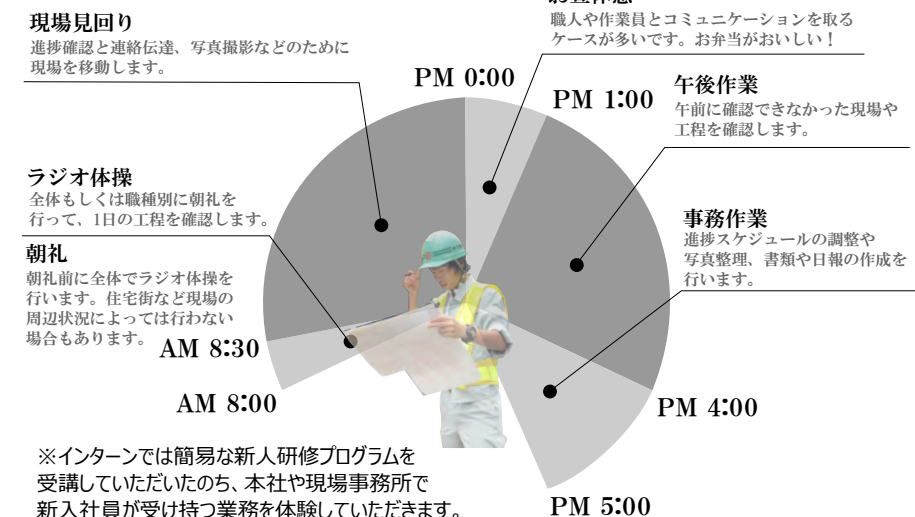 現場見回り
進捗確認と連絡伝達、写真撮影などのために
現場を移動します。
職人や作業員とコミュニケーションを取る
ケースが多いです。お弁当がおいしい！
PM 0:00
PM 1:00
午後作業
午前に確認できなかった現場や
工程を確認します。
ラジオ体操
全体もしくは職種別に朝礼を
行って、1日の工程を確認します。
朝礼
朝礼前に全体でラジオ体操を
行います。住宅街など現場の
周辺状況によっては行わない
場合もあります。
事務作業
進捗スケジュールの調整や
写真整理、書類や日報の作成を
行います。
AM 8:30
AM 8:00
PM 4:00
PM 5:00
※インターンでは簡易な新人研修プログラムを
受講していただいたのち、本社や現場事務所で
新入社員が受け持つ業務を体験していただきます。